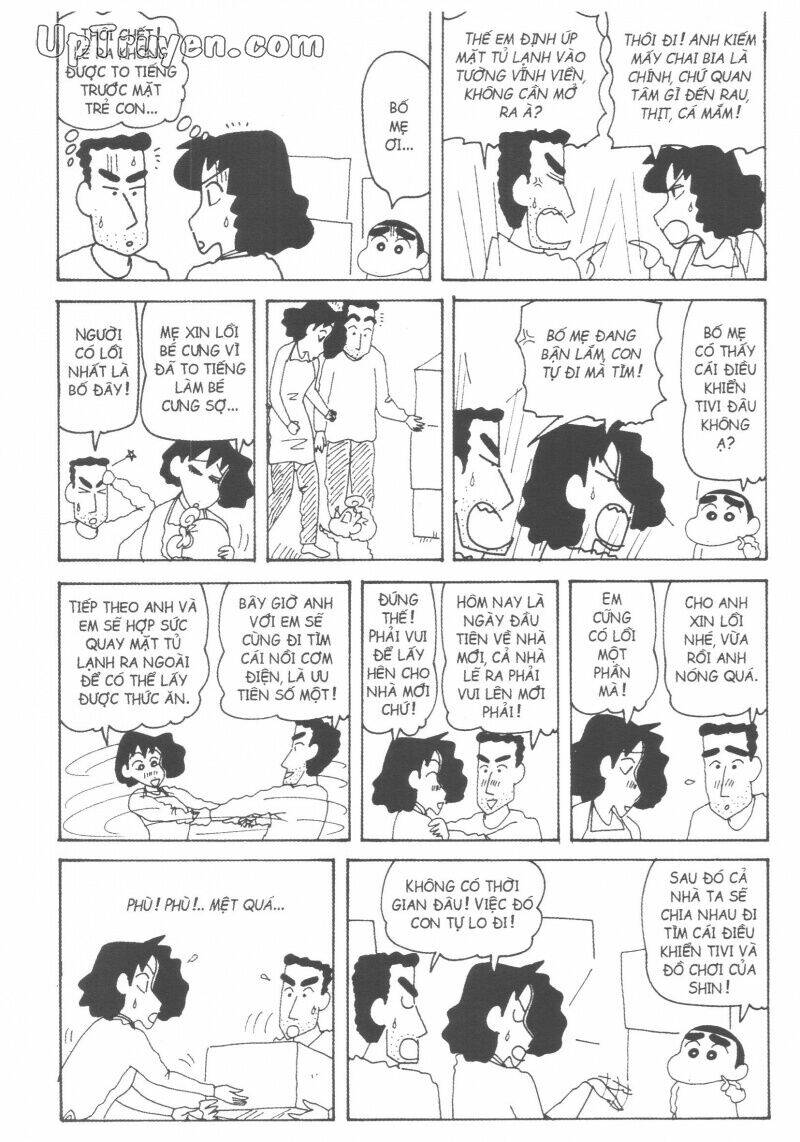 UpTruyen.com
THẾ EM ĐỊNH ÚP
MẶT TỦ LẠNH VÀO
TƯỜNG VĨNH VIỄN,
KHÔNG CẦN MỞ
RA À?
THÔI ĐI! ANH KIẾM
MẤY CHAI BIA LÀ
CHÍNH, CHỨ QUAN
TÂM GÌ ĐẾN RAU,
THỊT, CÁ MẮM!
THÔI CHẾT!
LẼ RA KHÔNG
ĐƯỢC TO TIẾNG
TRƯỚC MẶT
TRẺ CON...
BỐ
MẸ
ƠI...
NGƯỜI
CÓ LỖI
NHẤT LÀ
BỐ ĐÂY!
MẸ XIN LỖI
BÉ CƯNG VÌ
ĐÃ TO TIẾNG
LÀM BÉ
CƯNG SỢ...
BỐ MẸ ĐANG
BẬN LẮM, CON
TỰ ĐI MÀ TÌM!
BỐ MẸ
CÓ THẤY
CÁI ĐIỀU
KHIỂN
TIVI ĐÂU
KHÔNG
Ạ?
TIẾP THEO ANH VÀ
EM SẼ HỢP SỨC
QUAY MẶT TỦ
LẠNH RA NGOÀI
ĐỂ CÓ THỂ LẤY
ĐƯỢC THỨC ĂN.
BÂY GIỜ ANH
VỚI EM SẼ
CÙNG ĐI TÌM
CÁI NỒI CƠM
ĐIỆN, LÀ ƯU
TIÊN SỐ MỘT!
ĐÚNG
THẾ!
PHẢI VUI
ĐỂ LẤY
HÊN CHO
NHÀ MỚI
CHỨ!
HÔM NAY LÀ
NGÀY ĐẦU
TIÊN VỀ NHÀ
MỚI, CẢ NHÀ
LẼ RA PHẢI
VUI LÊN MỚI
PHẢI!
EM
CŨNG
CÓ LỖI
MỘT
PHẦN
MÀ!
CHO ANH
XIN LỖI
NHÉ, VỪA
RỒI ANH
NÓNG QUÁ.
PHÙ! PHÙ!.. MỆT QUÁ...
KHÔNG CÓ THỜI
GIAN ĐÂU! VIỆC ĐÓ
CON TỰ LO ĐI!
SAU ĐÓ CẢ
NHÀ TA SẼ
CHIA NHAU ĐI
TÌM CÁI ĐIỀU
KHIỂN TIVI VÀ
ĐỒ CHƠI CỦA
SHIN!